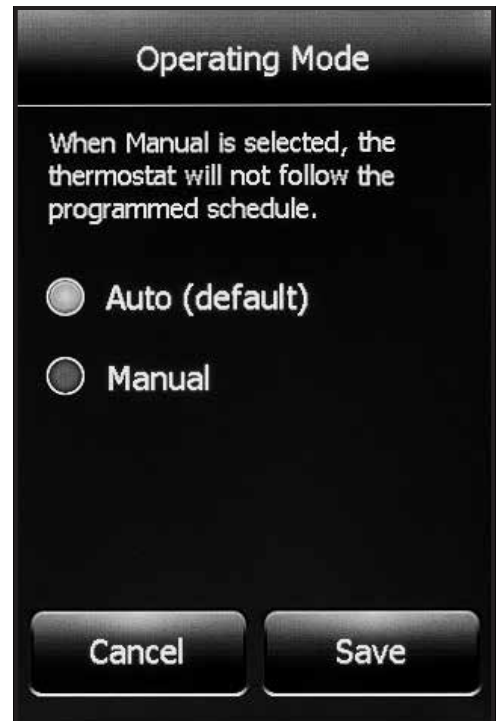 Operating Mode
When Manual is selected, the
thermostat will not follow the
programmed schedule.
Auto (default)
Manual
Cancel
Save